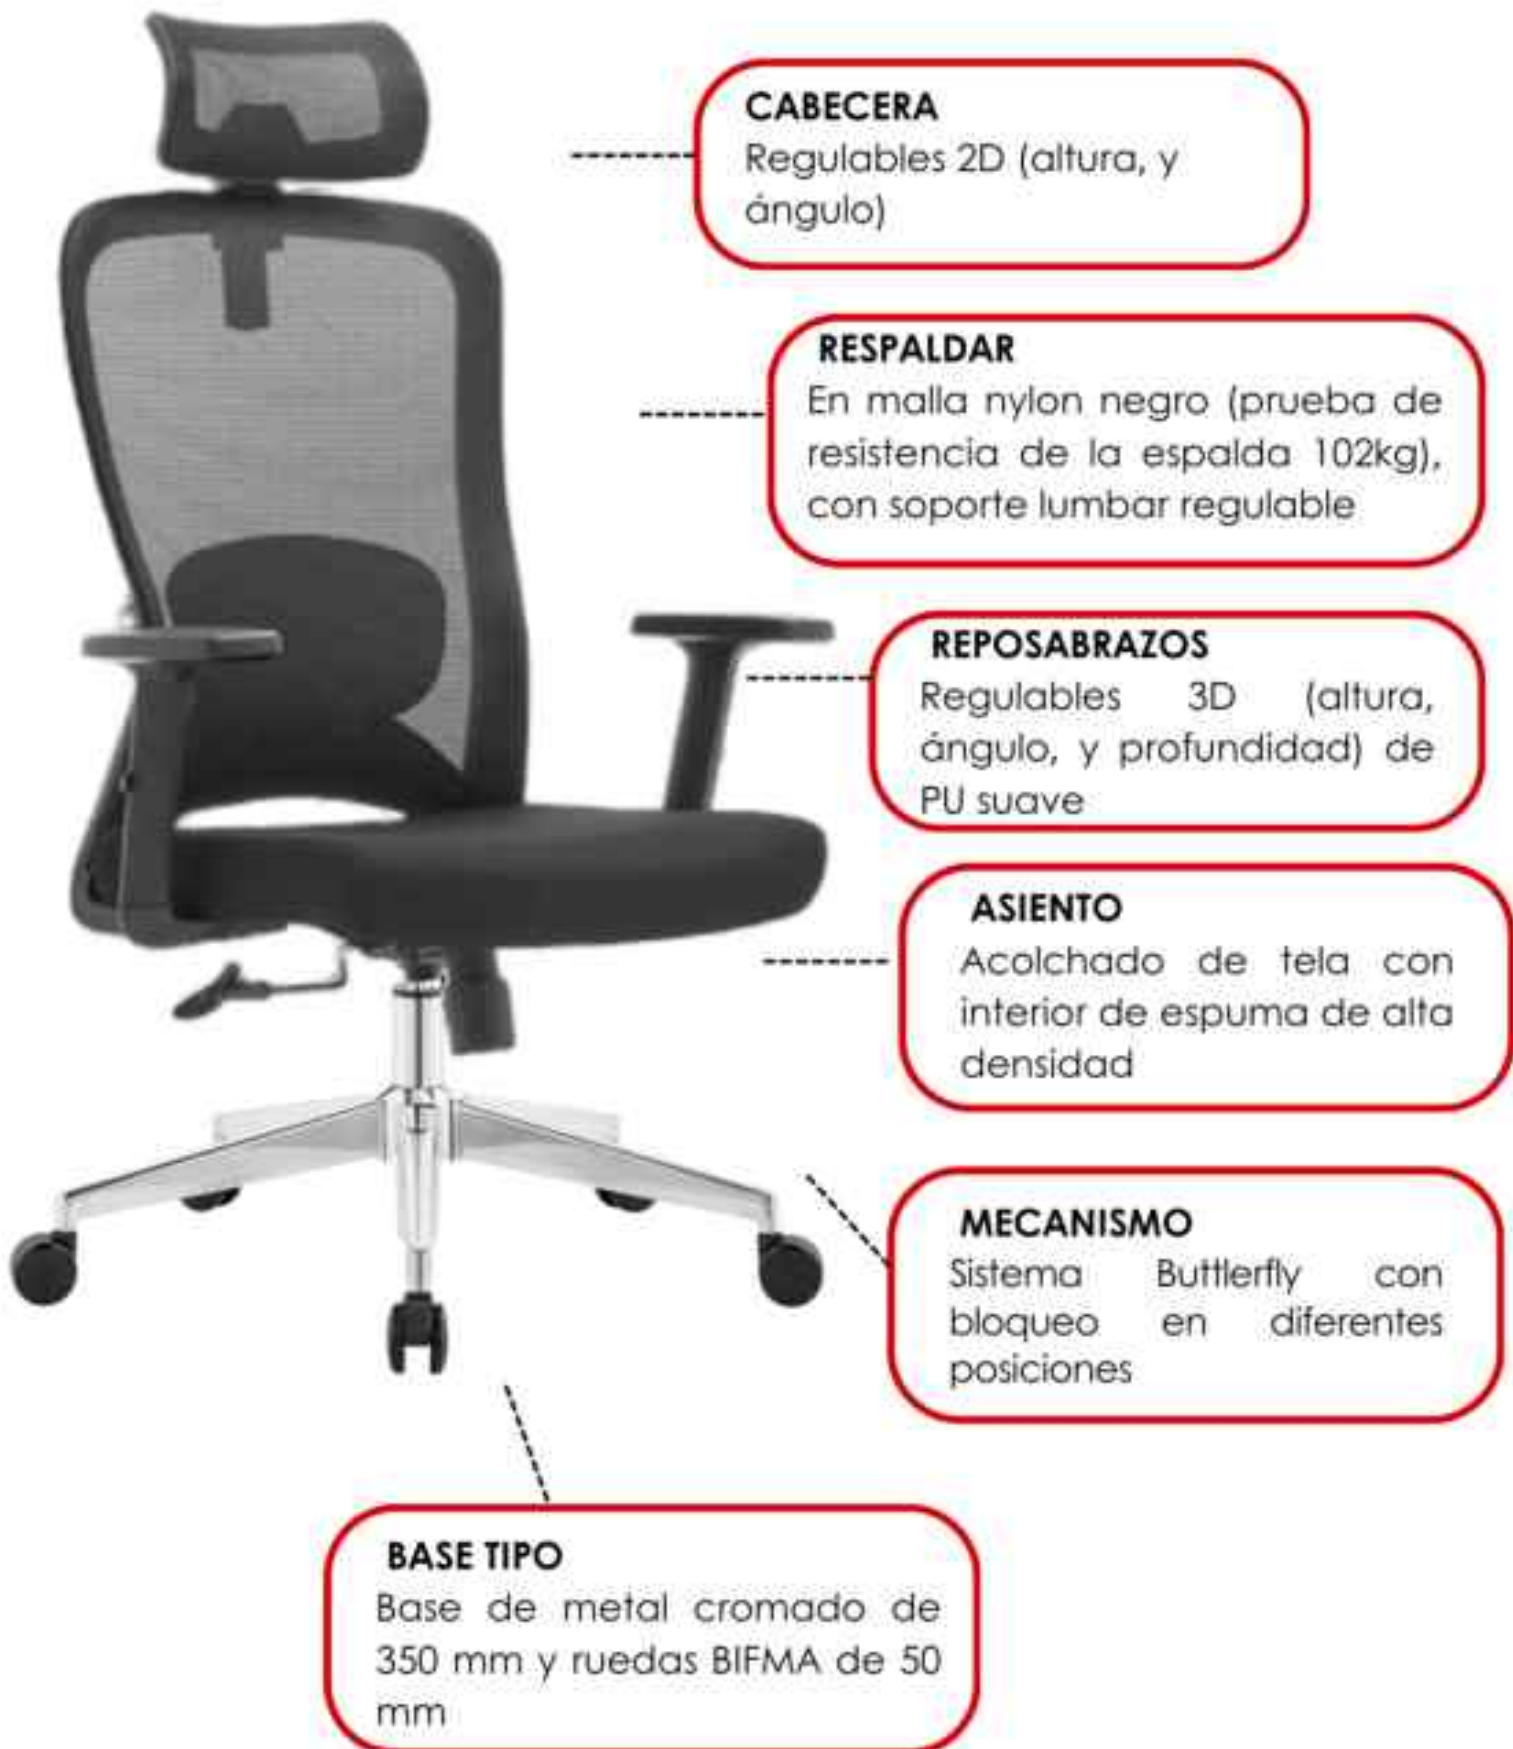 CABECERA
Regulables 2D (altura, y
ángulo)
RESPALDAR
En malla nylon negro (prueba de
resistencia de la espalda 102kg),
con soporte lumbar regulable
REPOSABRAZOS
Regulables 3D (altura,
ángulo, y profundidad) de
PU suave
ASIENTO
Acolchado de tela con
interior de espuma de alta
densidad
MECANISMO
Sistema Buttlerfly con
bloqueo en diferentes
posiciones
BASE TIPO
Base de metal cromado de
350 mm y ruedas BIFMA de 50
mm